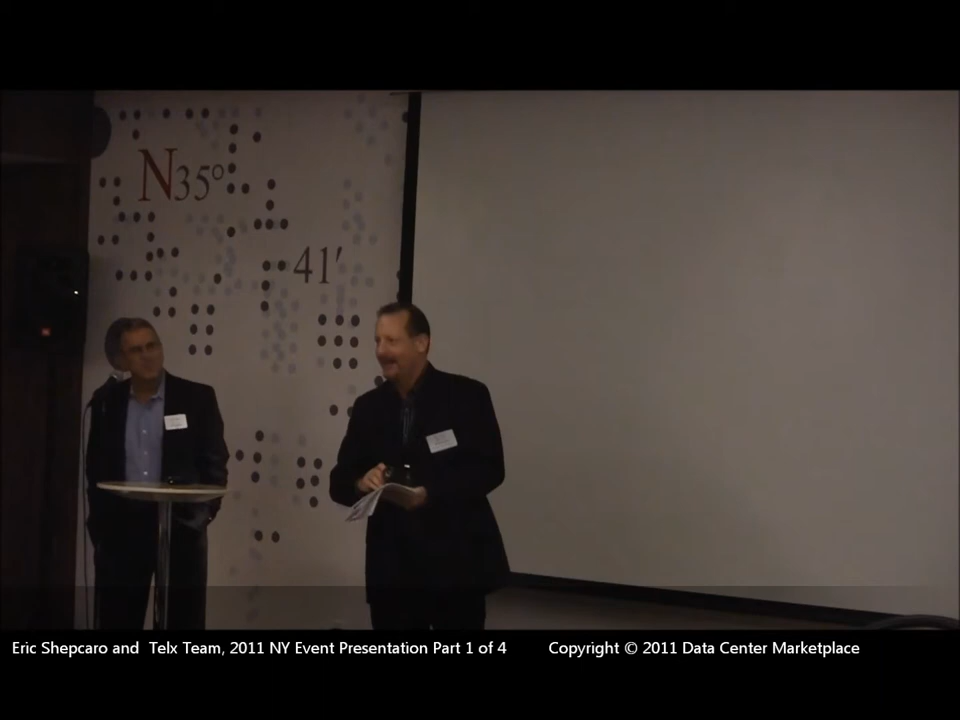 N35°
41′
Eric Shepcaro and Telx Team, 2011 NY Event Presentation Part 1 of 4 Copyright © 2011 Data Center Marketplace